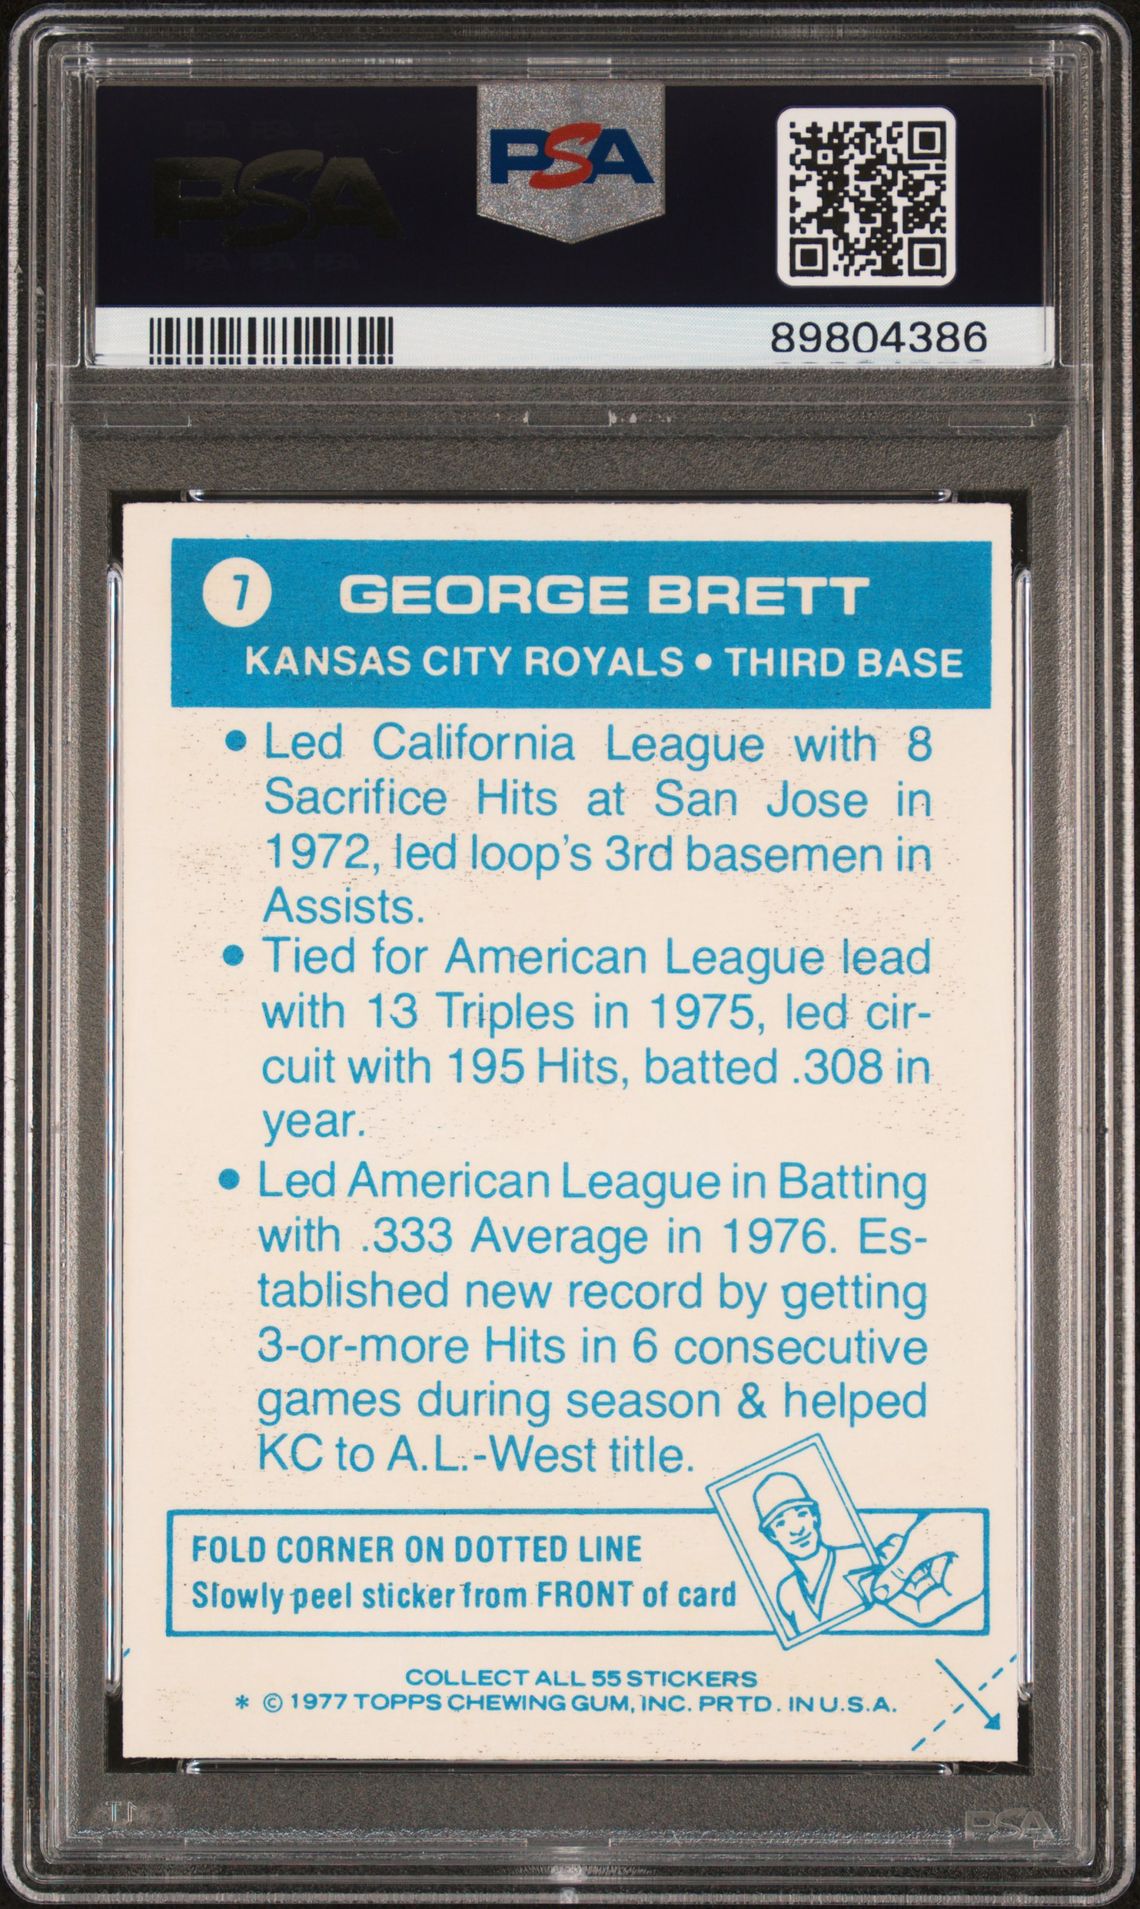 PSA
PSA
89804386
7
GEORGE BRETT
KANSAS CITY ROYALS • THIRD BASE
• Led California League with 8
Sacrifice Hits at San Jose in
1972, led loop's 3rd basemen in
Assists.
• Tied for American League lead
with 13 Triples in 1975, led cir-
cuit with 195 Hits, batted .308 in
year.
• Led American League in Batting
with .333 Average in 1976. Es-
tablished new record by getting
3-or-more Hits in 6 consecutive
games during season & helped
KC to A.L.-West title.
FOLD CORNER ON DOTTED LINE
Slowly peel sticker from FRONT of card
COLLECT ALL 55 STICKERS
* © 1977 TOPPS CHEWING GUM, INC. PRTD. IN U.S.A.
PSA